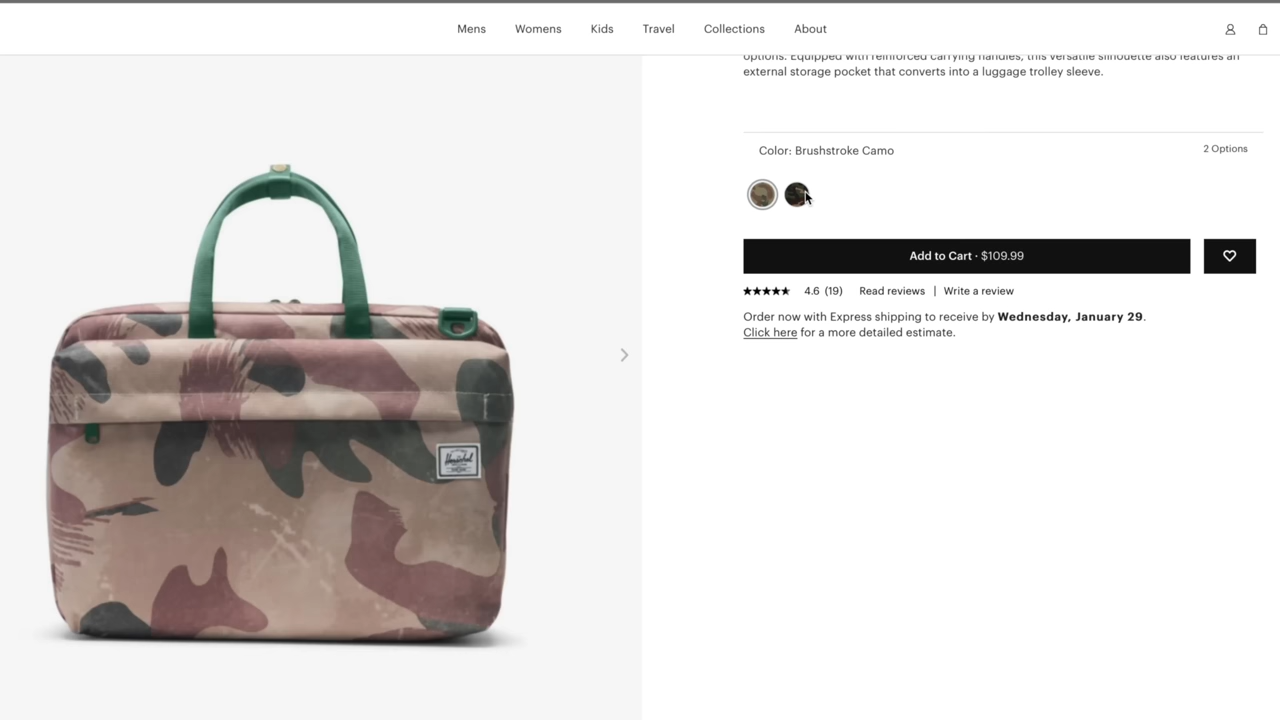 Mens Womens Kids Travel Collections About
options. Equipped with reinforced carrying handles, this versatile silhouette also features an
external storage pocket that converts into a luggage trolley sleeve.
Color: Brushstroke Camo
2 Options
Add to Cart · $109.99
4.6 (19) Read reviews | Write a review
Order now with Express shipping to receive by Wednesday, January 29.
Click here for a more detailed estimate.
Herschel